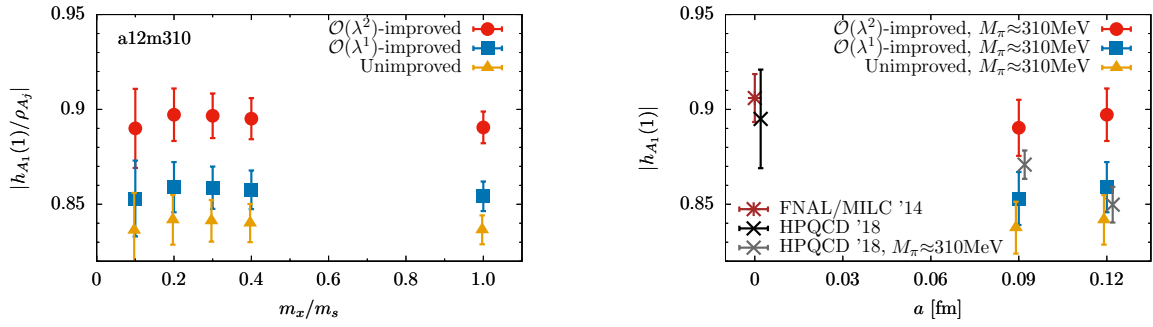 a12m310
O(λ²)-improved
O(λ¹)-improved
Unimproved
|h_{A_1}(1)/ρ_{A_j}|
0.95
0.9
0.85
0 0.2 0.4 0.6 0.8 1.0
m_x/m_s
O(λ²)-improved, M_π≈310MeV
O(λ¹)-improved, M_π≈310MeV
Unimproved, M_π≈310MeV
|h_{A_1}(1)|
0.95
0.9
0.85
FNAL/MILC '14
HPQCD '18
HPQCD '18, M_π≈310MeV
0 0.03 0.06 0.09 0.12
a [fm]